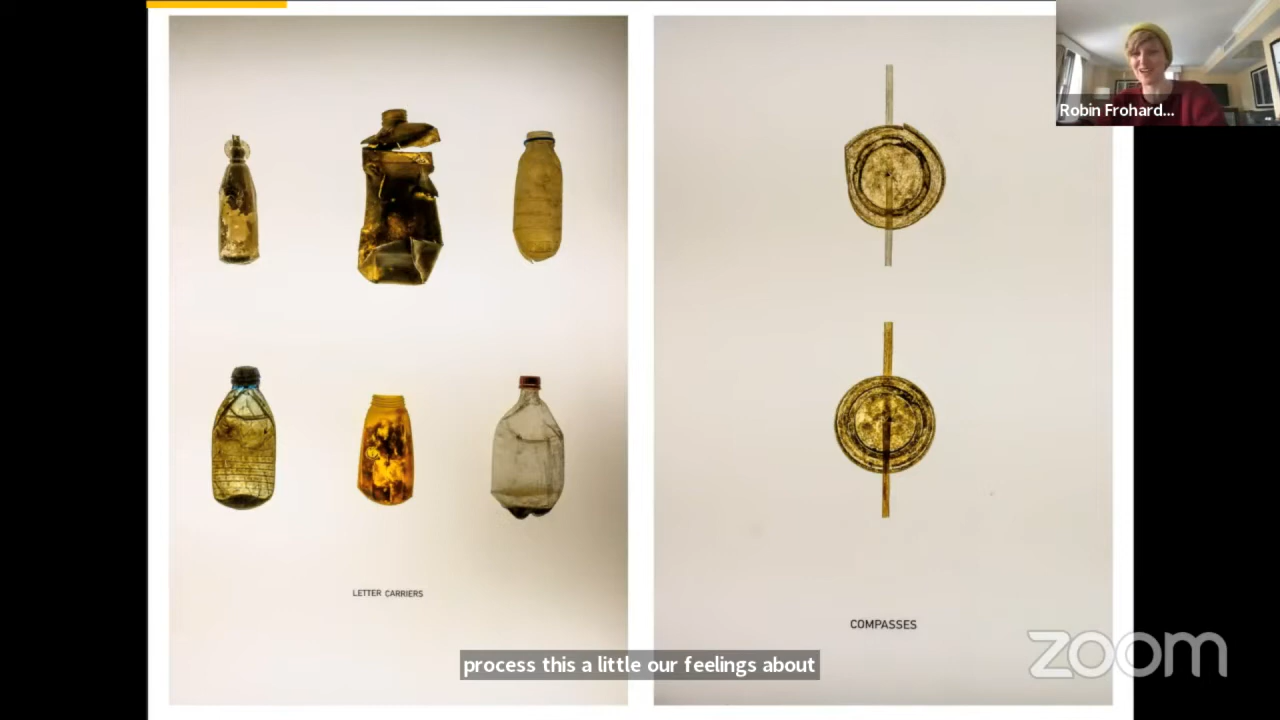 Robin Frohard...
LETTER CARRIERS
COMPASSES
process this a little our feelings about
zoom